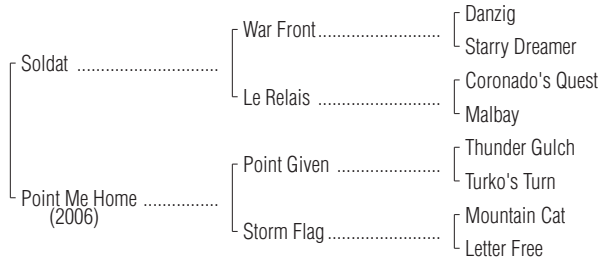 Danzig
War Front........................
Starry Dreamer
Soldat ............................
Coronado's Quest
Le Relais ........................
Malbay
Thunder Gulch
Point Given .....................
Turko's Turn
Point Me Home ...............
(2006)
Mountain Cat
Storm Flag......................
Letter Free